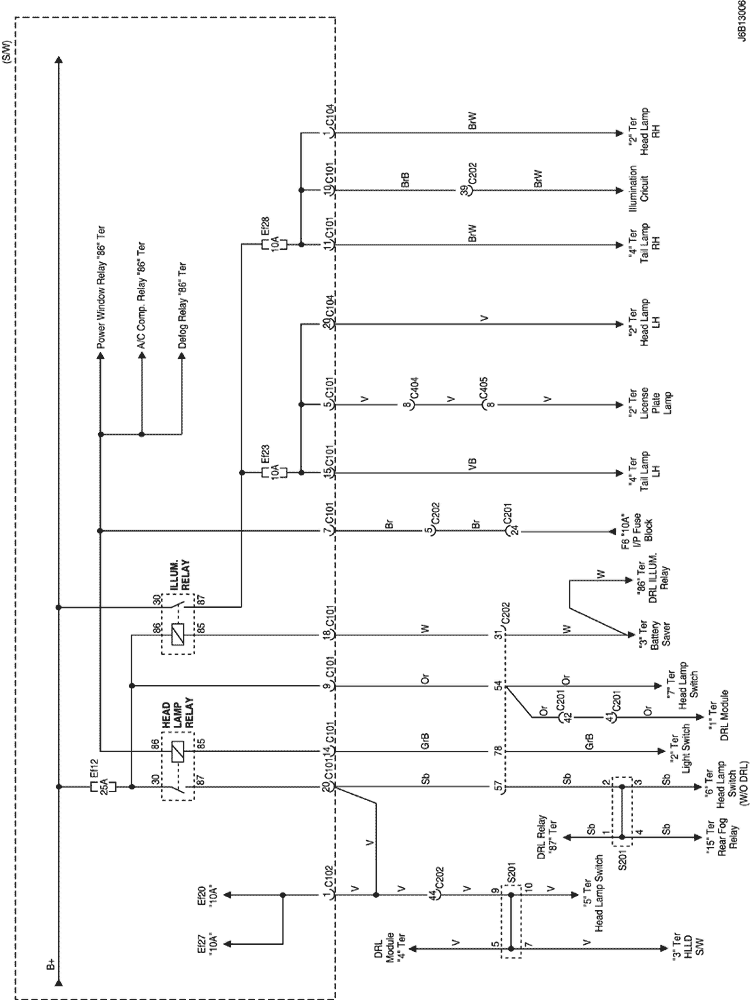 J6B13006
(S/W)
B+
Ef12
25A
HEAD
LAMP
RELAY
30
86
87
85
ILLUM.
RELAY
86
30
85
87
Power Window Relay "86" Ter
A/C Comp. Relay "86" Ter
Defog Relay "86" Ter
Ef23
10A
Ef28
10A
Ef27
"10A"
Ef20
"10A"
1 C102
20 C101
14 C101
9 C101
18 C101
7 C101
15 C101
5 C101
29 C104
11 C101
19 C101
1 C104
V
V
44 C202
V
V
S201
9
10
5
7
V
V
DRL
Module
"4" Ter
"3" Ter
HLLD
S/W
"5" Ter
Head Lamp Switch
Sb
57
Sb
GrB
78
GrB
Or
54
Or
W
31
C202
W
W
Or
42
C201
41
C201
Or
2
3
1
4
S201
Sb
Sb
Sb
DRL Relay
"87" Ter
"15" Ter
Rear Fog
Relay
"6" Ter
Head Lamp
Switch
(W/O DRL)
"2" Ter
Light Switch
"1" Ter
DRL Module
"7" Ter
Head Lamp
Switch
"3" Ter
Battery
Saver
"86" Ter
DRL ILLUM.
Relay
Br
5 C202
Br
24 C201
F6 "10A"
I/P Fuse
Block
VB
"4" Ter
Tail Lamp
LH
V
8 C404
V
8 C405
V
"2" Ter
License
Plate
Lamp
V
"2" Ter
Head Lamp
LH
BrW
"4" Ter
Tail Lamp
RH
BrB
39 C202
BrW
Illumination
Cricuit
BrW
"2" Ter
Head Lamp
RH